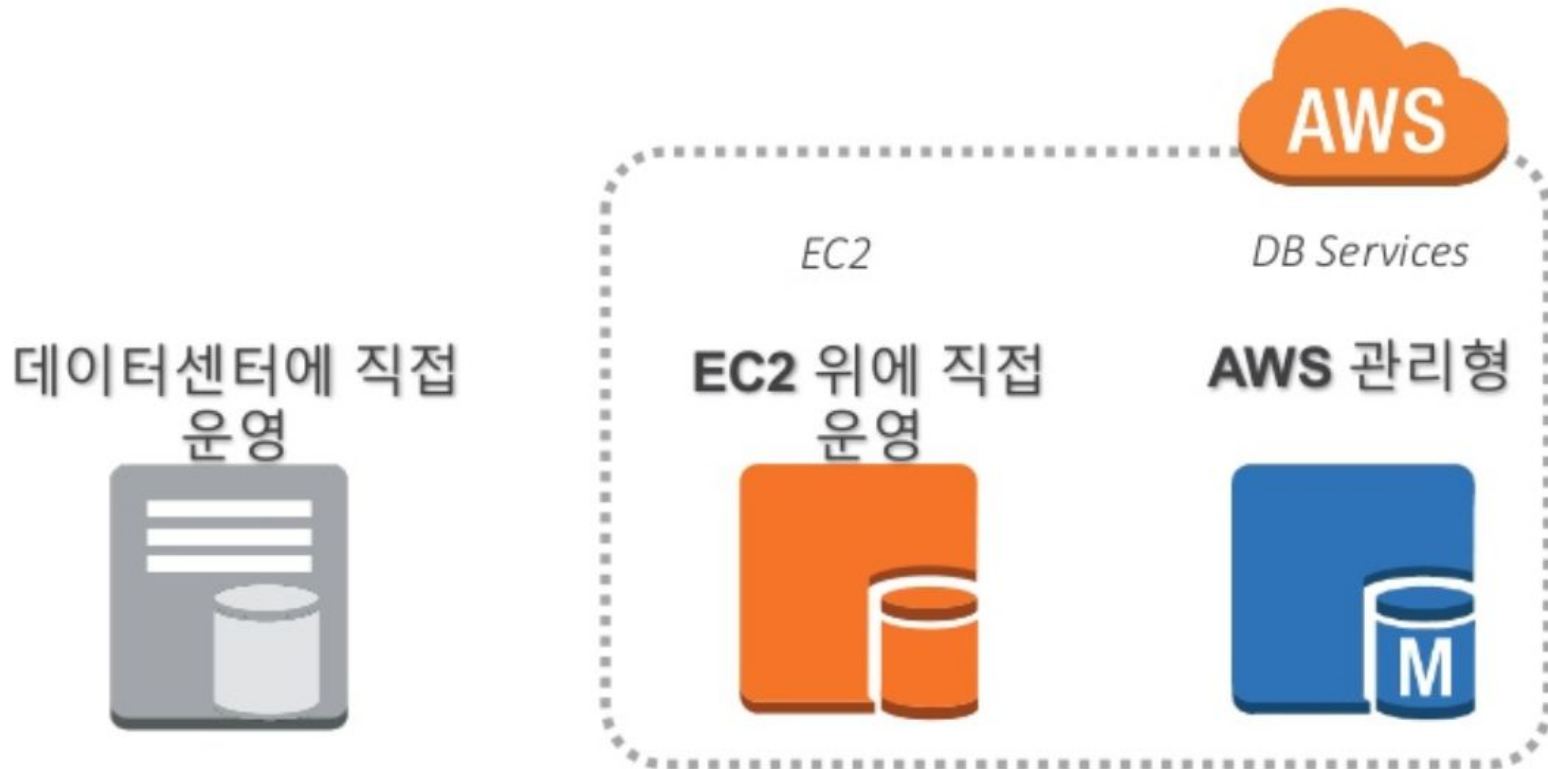 AWS
EC2
DB Services
데이터센터에 직접
운영
EC2 위에 직접
운영
AWS 관리형
M